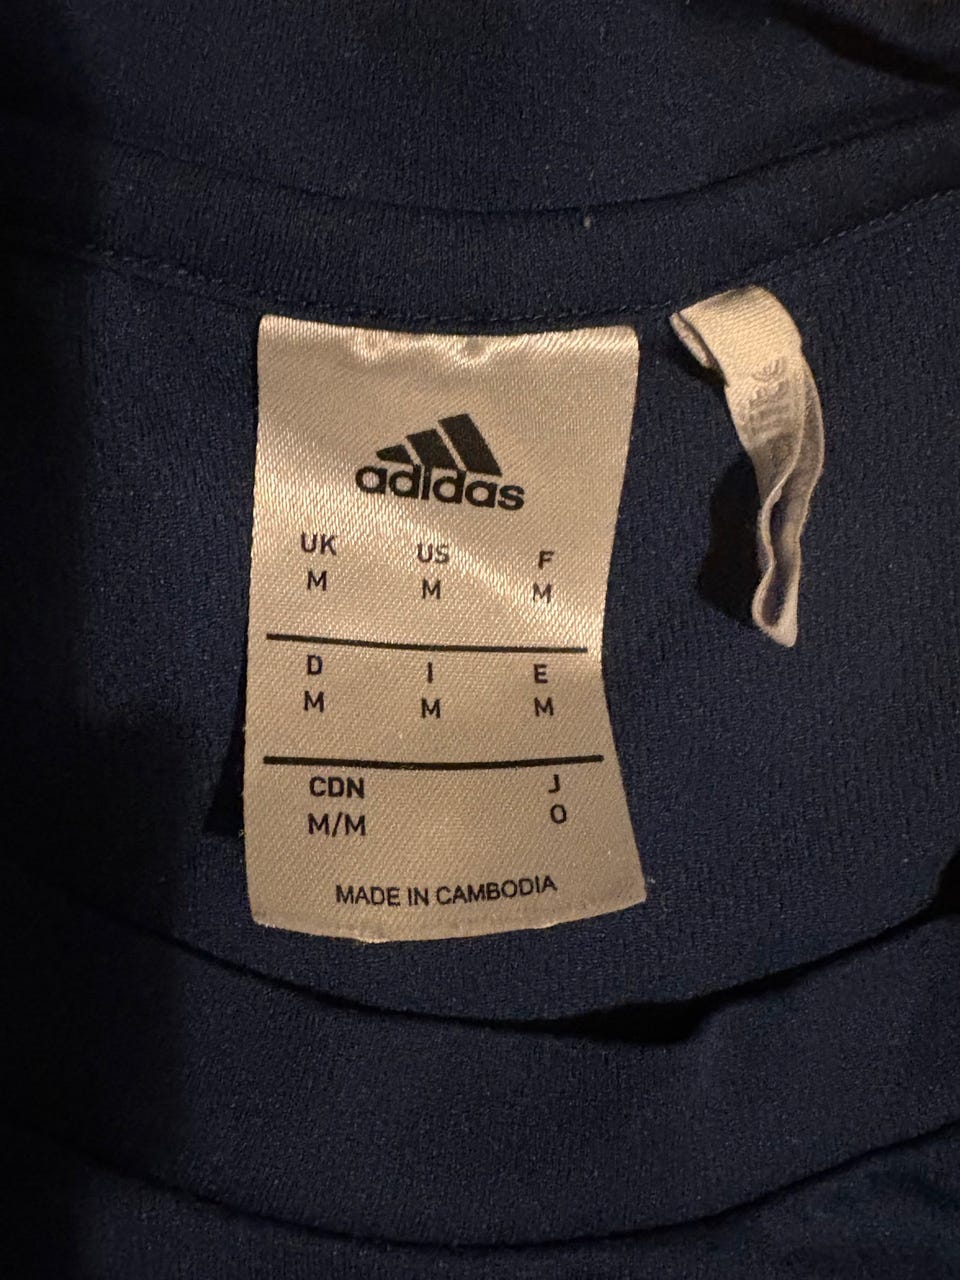 adidas
UK US F
M M M
D I E
M M M
CDN J
M/M O
MADE IN CAMBODIA